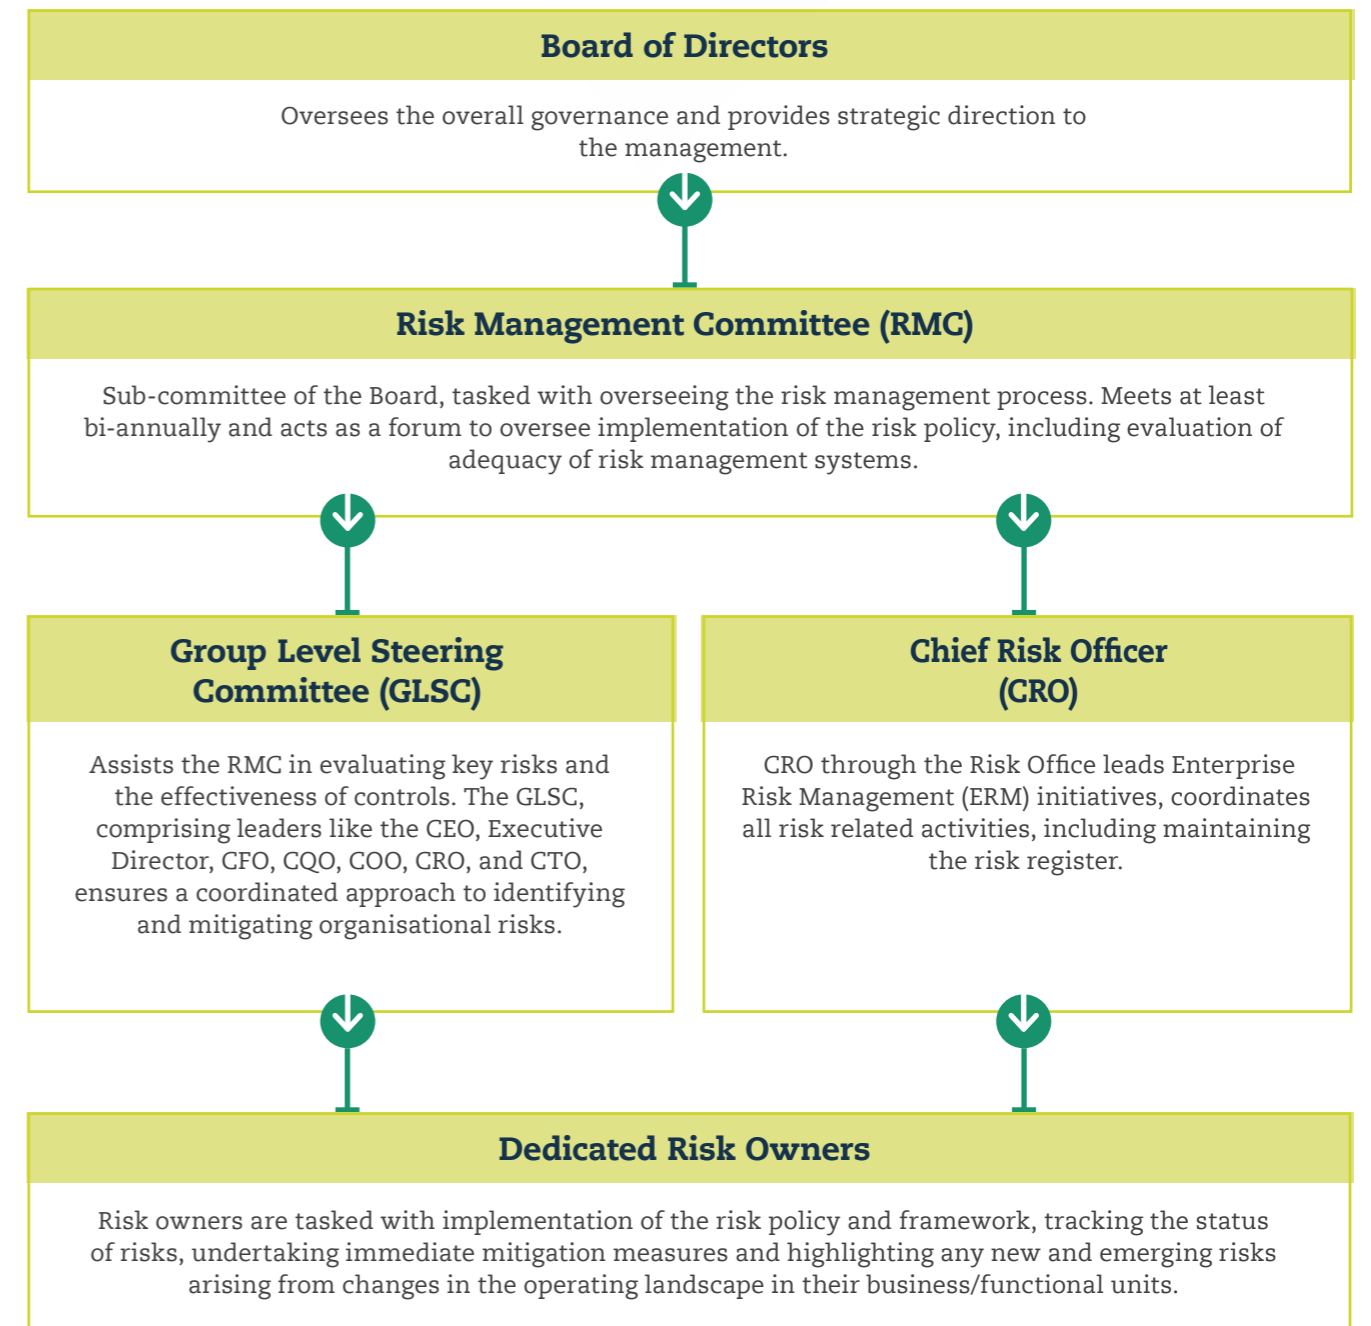 Board of Directors
Oversees the overall governance and provides strategic direction to
the management.
Risk Management Committee (RMC)
Sub-committee of the Board, tasked with overseeing the risk management process. Meets at least
bi-annually and acts as a forum to oversee implementation of the risk policy, including evaluation of
adequacy of risk management systems.
Group Level Steering
Committee (GLSC)
Assists the RMC in evaluating key risks and
the effectiveness of controls. The GLSC,
comprising leaders like the CEO, Executive
Director, CFO, CQO, COO, CRO, and CTO,
ensures a coordinated approach to identifying
and mitigating organisational risks.
Chief Risk Officer
(CRO)
CRO through the Risk Office leads Enterprise
Risk Management (ERM) initiatives, coordinates
all risk related activities, including maintaining
the risk register.
Dedicated Risk Owners
Risk owners are tasked with implementation of the risk policy and framework, tracking the status
of risks, undertaking immediate mitigation measures and highlighting any new and emerging risks
arising from changes in the operating landscape in their business/functional units.